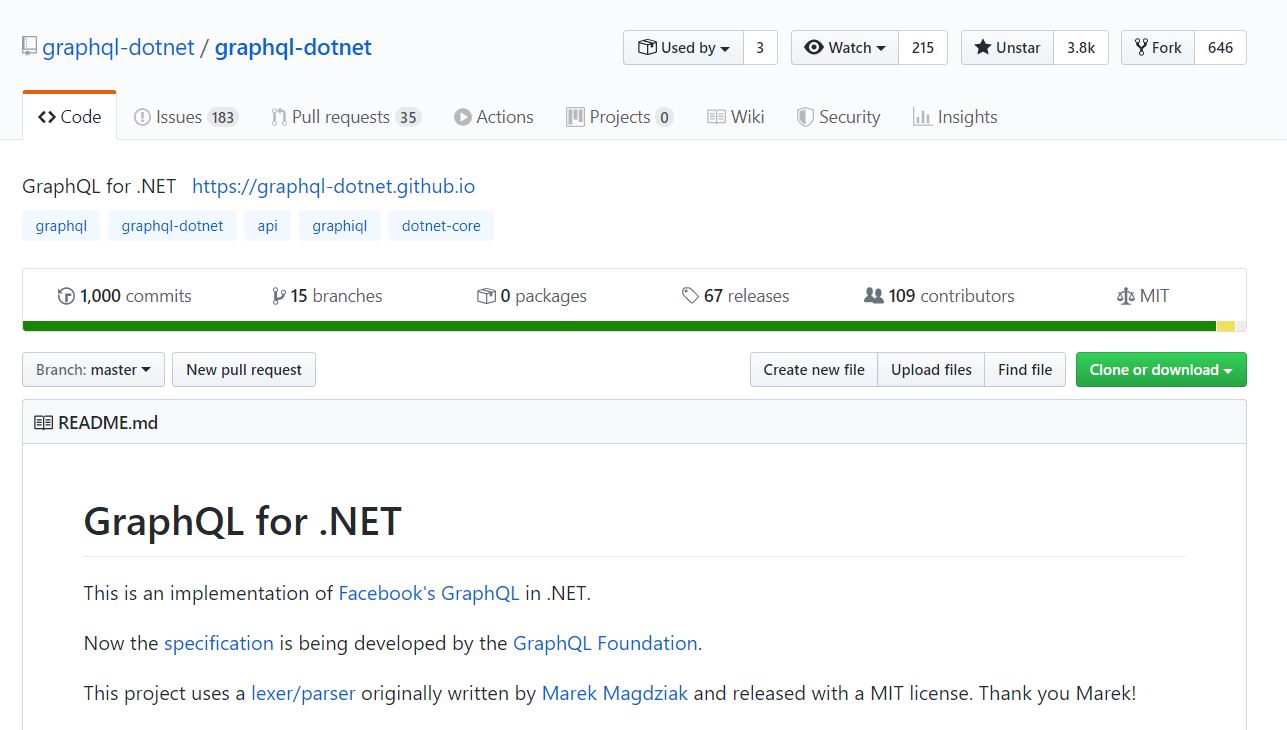 graphql-dotnet / graphql-dotnet
Used by 3 Watch 215 Unstar 3.8k Fork 646
Code Issues 183 Pull requests 35 Actions Projects 0 Wiki Security Insights
GraphQL for .NET https://graphql-dotnet.github.io
graphql graphql-dotnet api graphiql dotnet-core
1,000 commits 15 branches 0 packages 67 releases 109 contributors MIT
Branch: master New pull request Create new file Upload files Find file Clone or download
README.md
GraphQL for .NET
This is an implementation of Facebook's GraphQL in .NET.
Now the specification is being developed by the GraphQL Foundation.
This project uses a lexer/parser originally written by Marek Magdziak and released with a MIT license. Thank you Marek!